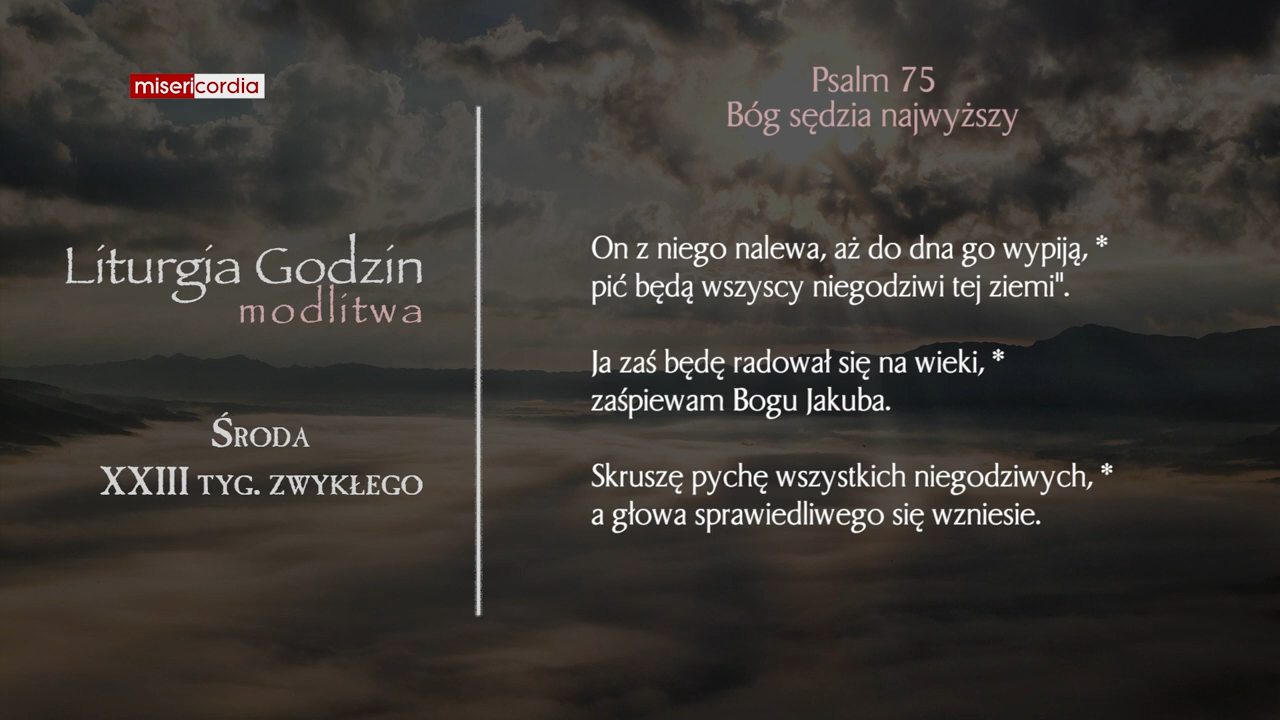 misericordia
Liturgia Godzin
modlitwa
Środa
XXIII tyg. zwykłego
Psalm 75
Bóg sędzia najwyższy
On z niego nalewa, aż do dna go wypiją, *
pić będą wszyscy niegodziwi tej ziemi".
Ja zaś będę radował się na wieki, *
zaśpiewam Bogu Jakuba.
Skruszę pychę wszystkich niegodziwych, *
a głowa sprawiedliwego się wzniesie.